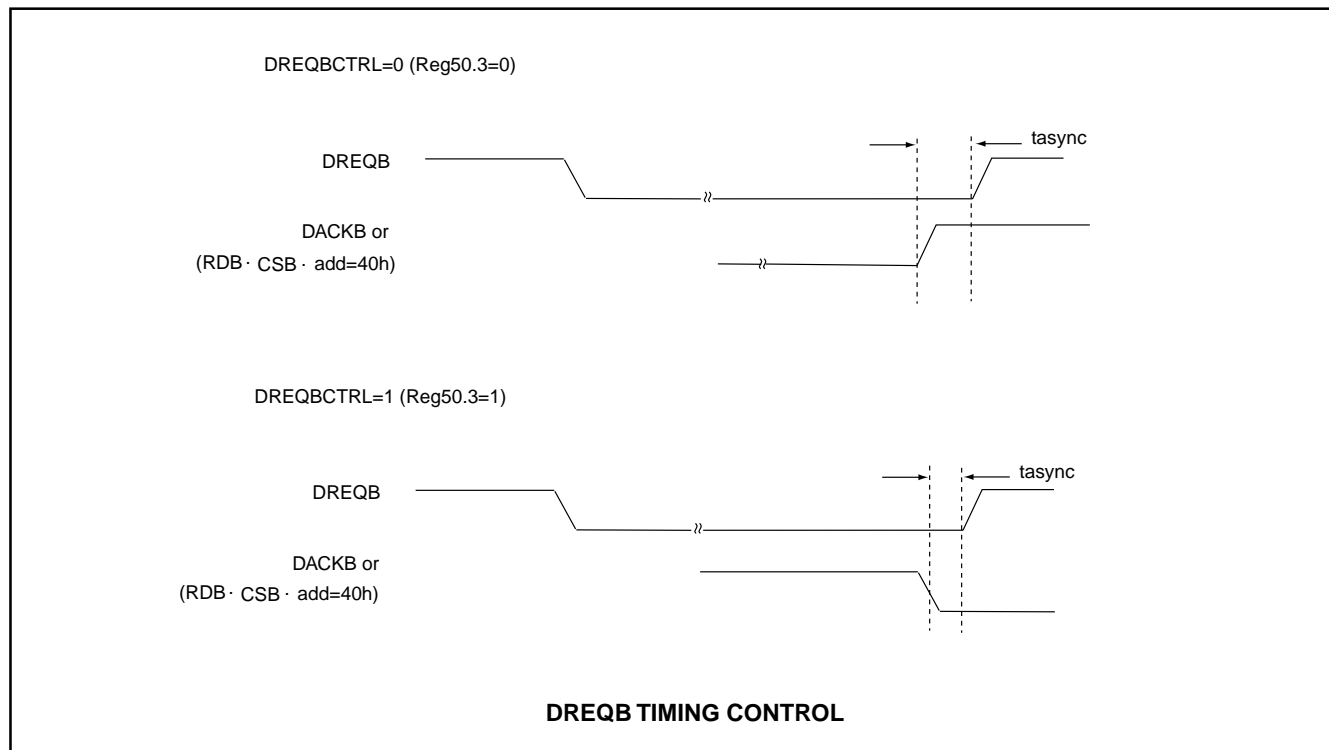 DREQBCTRL=0 (Reg50.3=0)
tasync
DREQB
DACKB or
(RDB · CSB · add=40h)
DREQBCTRL=1 (Reg50.3=1)
tasync
DREQB
DACKB or
(RDB · CSB · add=40h)
DREQB TIMING CONTROL